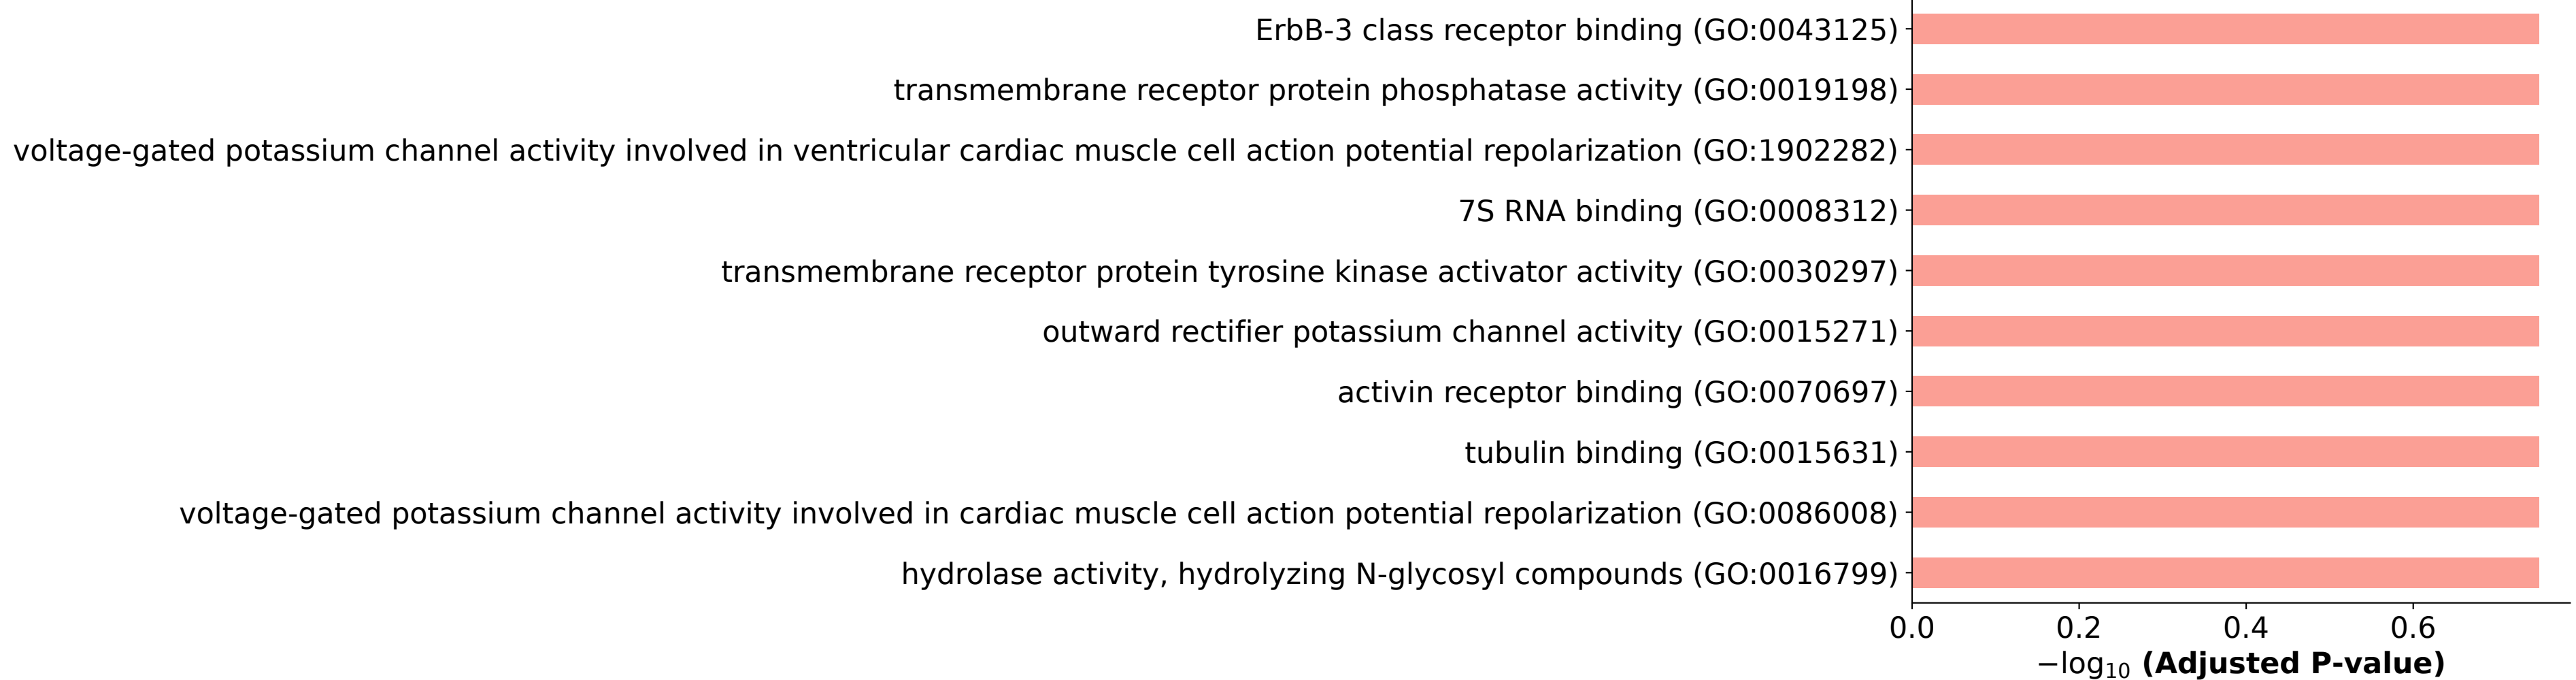 ErbB-3 class receptor binding (GO:0043125)
transmembrane receptor protein phosphatase activity (GO:0019198)
voltage-gated potassium channel activity involved in ventricular cardiac muscle cell action potential repolarization (GO:1902282)
7S RNA binding (GO:0008312)
transmembrane receptor protein tyrosine kinase activator activity (GO:0030297)
outward rectifier potassium channel activity (GO:0015271)
activin receptor binding (GO:0070697)
tubulin binding (GO:0015631)
voltage-gated potassium channel activity involved in cardiac muscle cell action potential repolarization (GO:0086008)
hydrolase activity, hydrolyzing N-glycosyl compounds (GO:0016799)
0.0 0.2 0.4 0.6
−log₁₀ (Adjusted P-value)